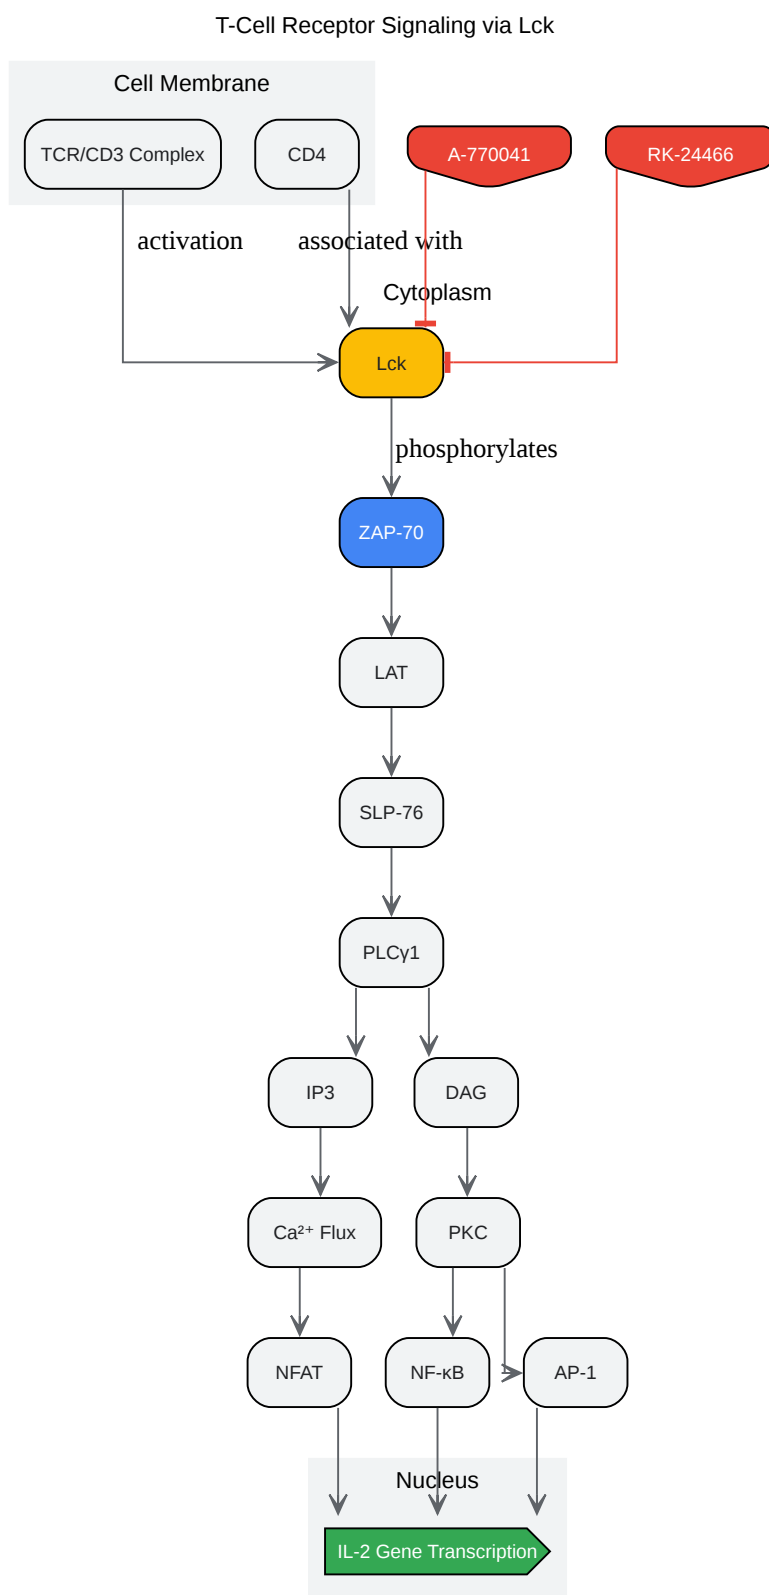 T-Cell Receptor Signaling via Lck
Cell Membrane
TCR/CD3 Complex
CD4
A-770041
RK-24466
activation
associated with
Cytoplasm
Lck
phosphorylates
ZAP-70
LAT
SLP-76
PLCγ1
IP3
DAG
Ca²⁺ Flux
PKC
NFAT
NF-κB
AP-1
Nucleus
IL-2 Gene Transcription